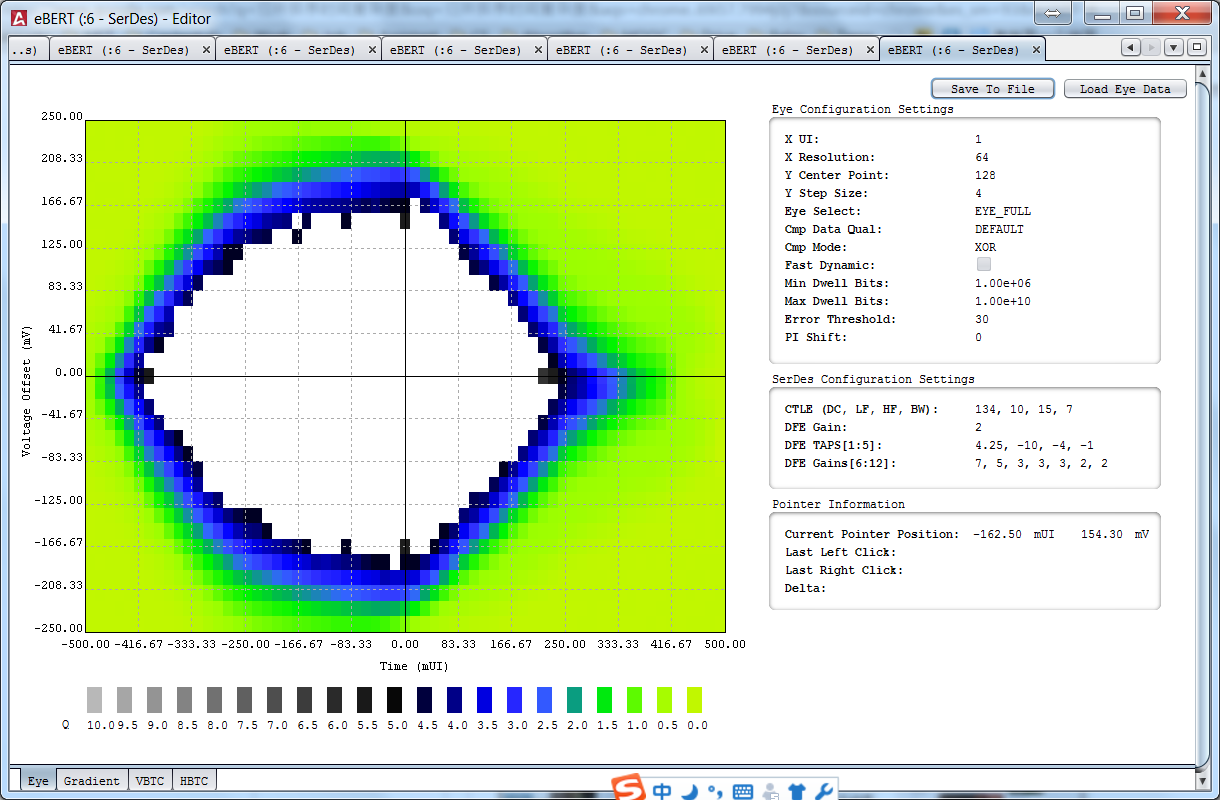 eBERT (:6 - SerDes) - Editor
..s) eBERT (:6 - SerDes) eBERT (:6 - SerDes) eBERT (:6 - SerDes) eBERT (:6 - SerDes) eBERT (:6 - SerDes) eBERT (:6 - SerDes)
Save To File Load Eye Data
Eye Configuration Settings
X UI: 1
X Resolution: 64
Y Center Point: 128
Y Step Size: 4
Eye Select: EYE_FULL
Cmp Data Qual: DEFAULT
Cmp Mode: XOR
Fast Dynamic:
Min Dwell Bits: 1.00e+06
Max Dwell Bits: 1.00e+10
Error Threshold: 30
PI Shift: 0
SerDes Configuration Settings
CTLE (DC, LF, HF, BW): 134, 10, 15, 7
DFE Gain: 2
DFE TAPS[1:5]: 4.25, -10, -4, -1
DFE Gains[6:12]: 7, 5, 3, 3, 3, 2, 2
Pointer Information
Current Pointer Position: -162.50 mUI 154.30 mV
Last Left Click:
Last Right Click:
Delta:
250.00
208.33
166.67
125.00
83.33
41.67
0.00
-41.67
-83.33
-125.00
-166.67
-208.33
-250.00
Voltage Offset (mV)
-500.00 -416.67 -333.33 -250.00 -166.67 -83.33 0.00 83.33 166.67 250.00 333.33 416.67 500.00
Time (mUI)
Q 10.0 9.5 9.0 8.5 8.0 7.5 7.0 6.5 6.0 5.5 5.0 4.5 4.0 3.5 3.0 2.5 2.0 1.5 1.0 0.5 0.0
Eye Gradient VBTC HBTC
中